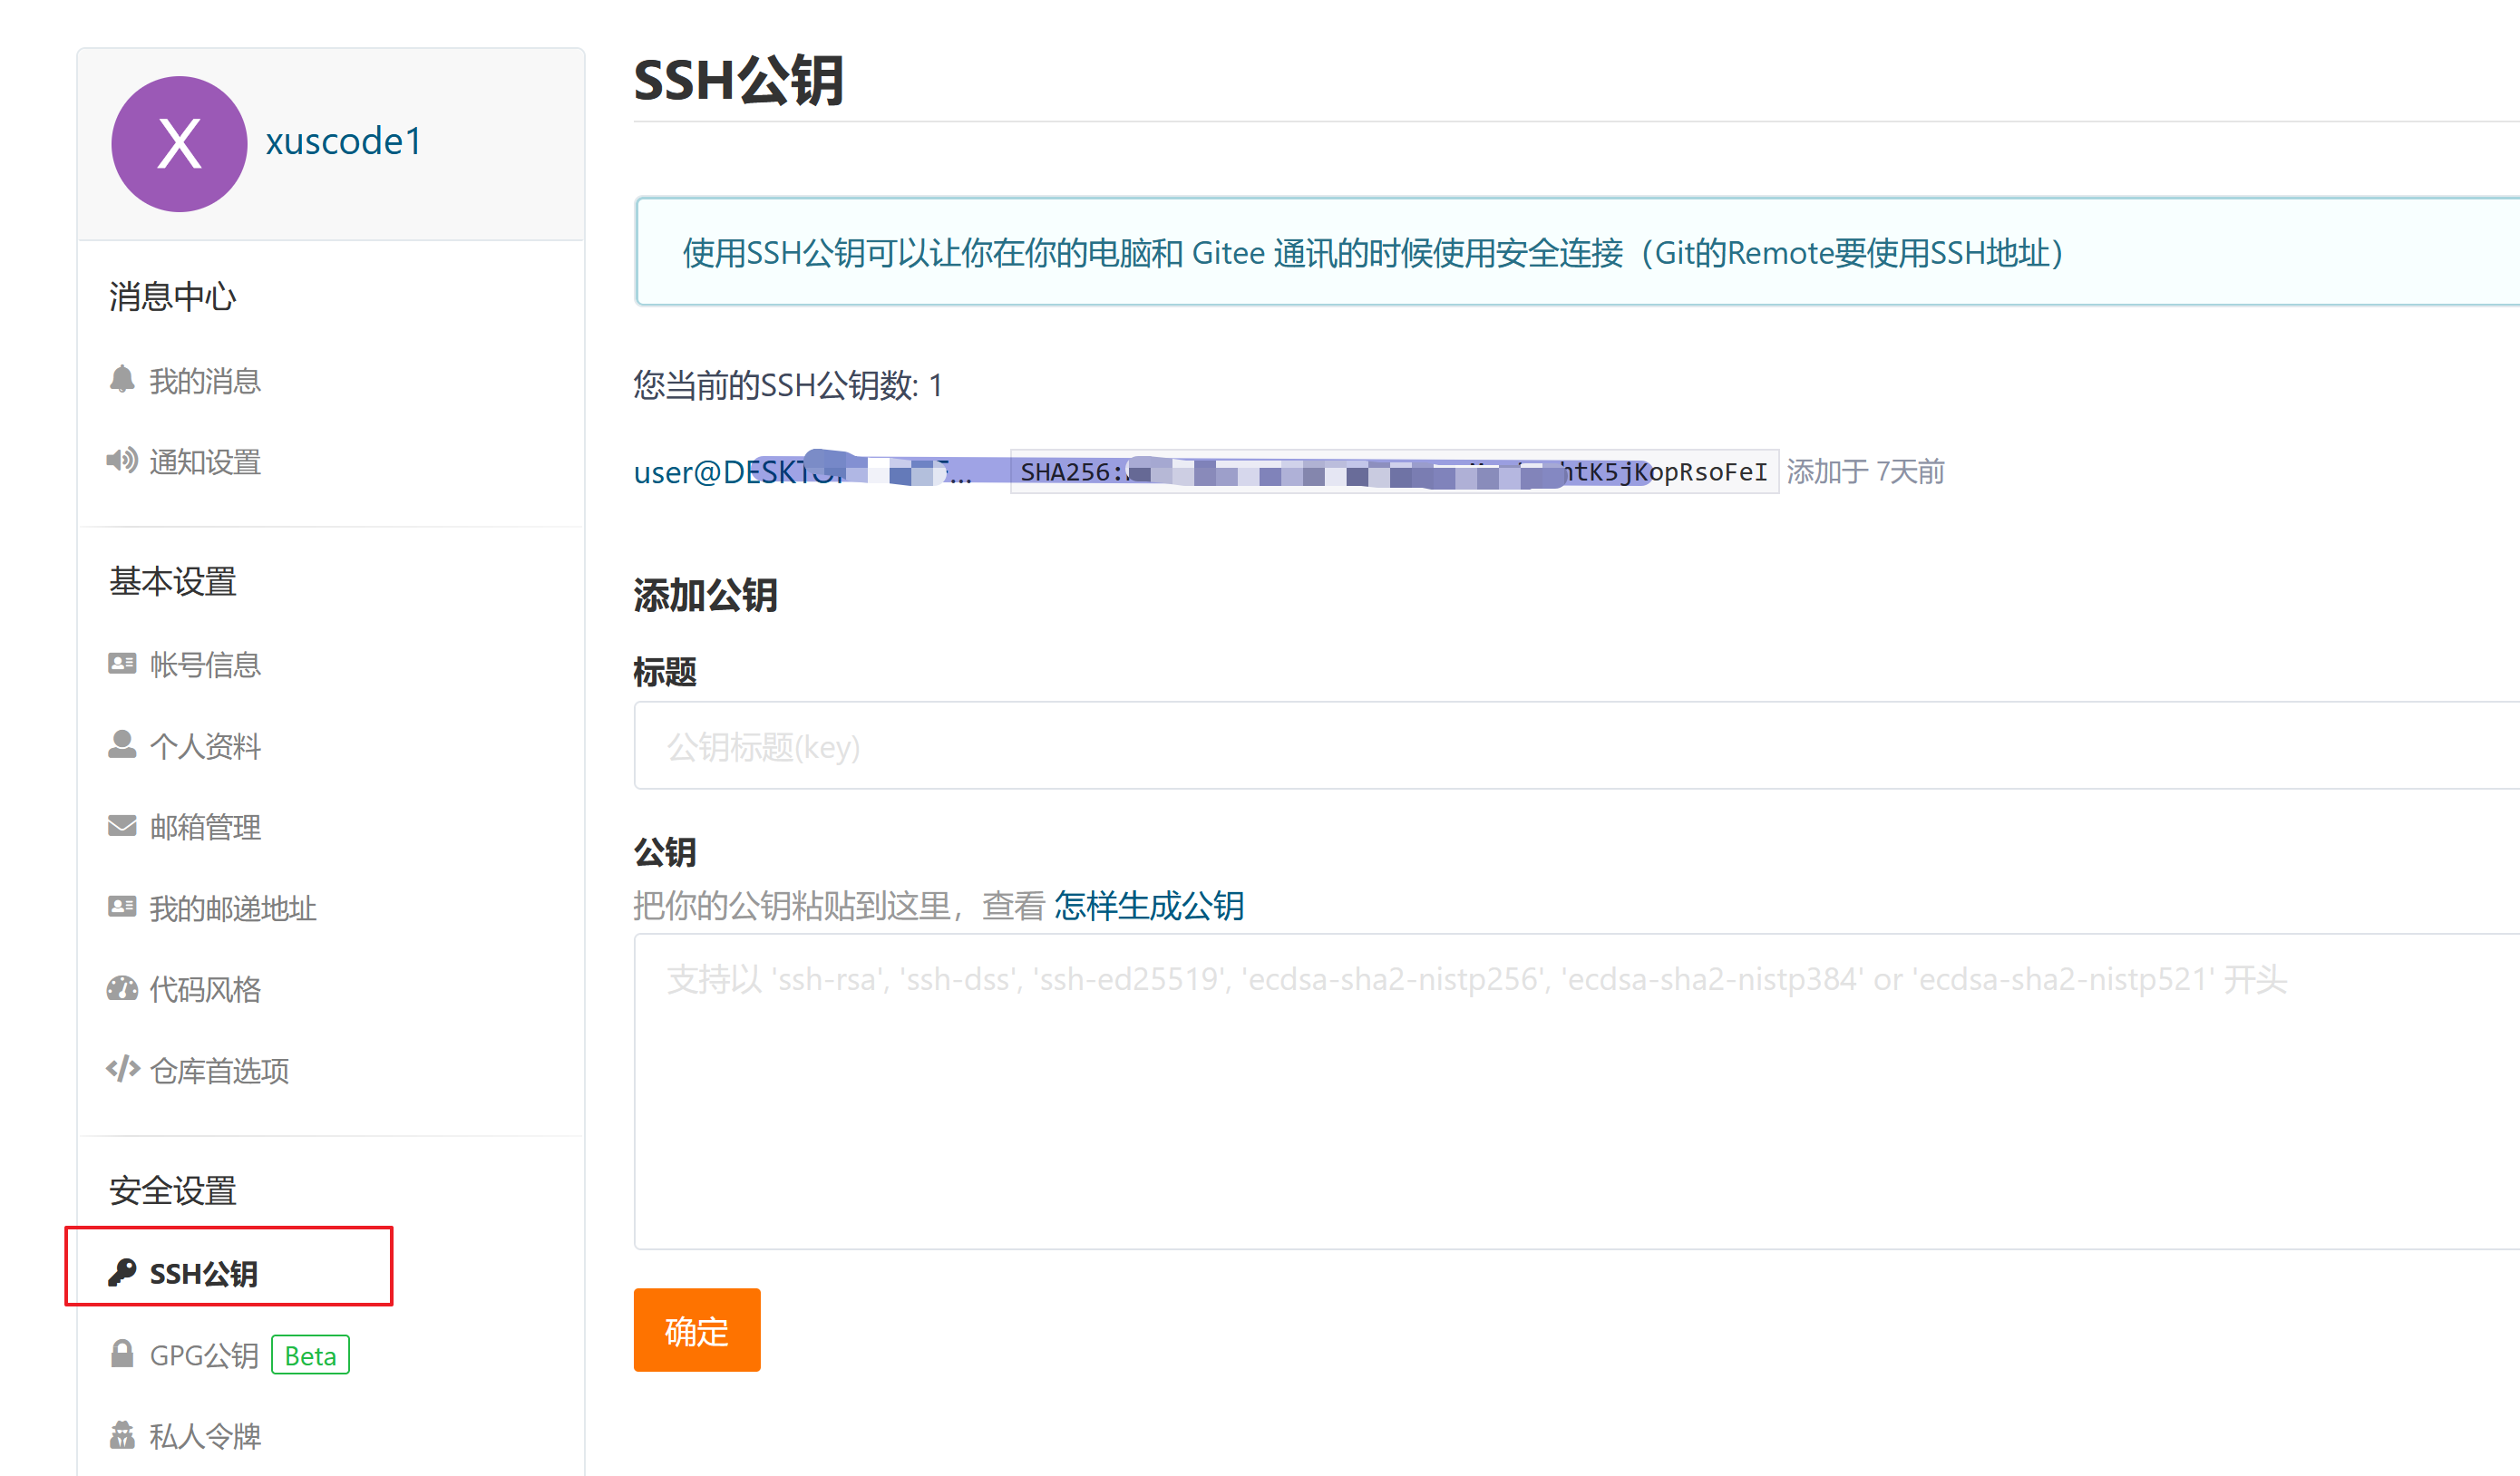 X
xuscode1
消息中心
我的消息
通知设置
基本设置
帐号信息
个人资料
邮箱管理
我的邮递地址
代码风格
仓库首选项
安全设置
SSH公钥
GPG公钥 Beta
私人令牌
SSH公钥
使用SSH公钥可以让你在你的电脑和 Gitee 通讯的时候使用安全连接（Git的Remote要使用SSH地址）
您当前的SSH公钥数: 1
user@DESKTOP ... SHA256: htK5jKopRsoFeI 添加于 7天前
添加公钥
标题
公钥标题(key)
公钥
把你的公钥粘贴到这里，查看 怎样生成公钥
支持以 'ssh-rsa', 'ssh-dss', 'ssh-ed25519', 'ecdsa-sha2-nistp256', 'ecdsa-sha2-nistp384' or 'ecdsa-sha2-nistp521' 开头
确定